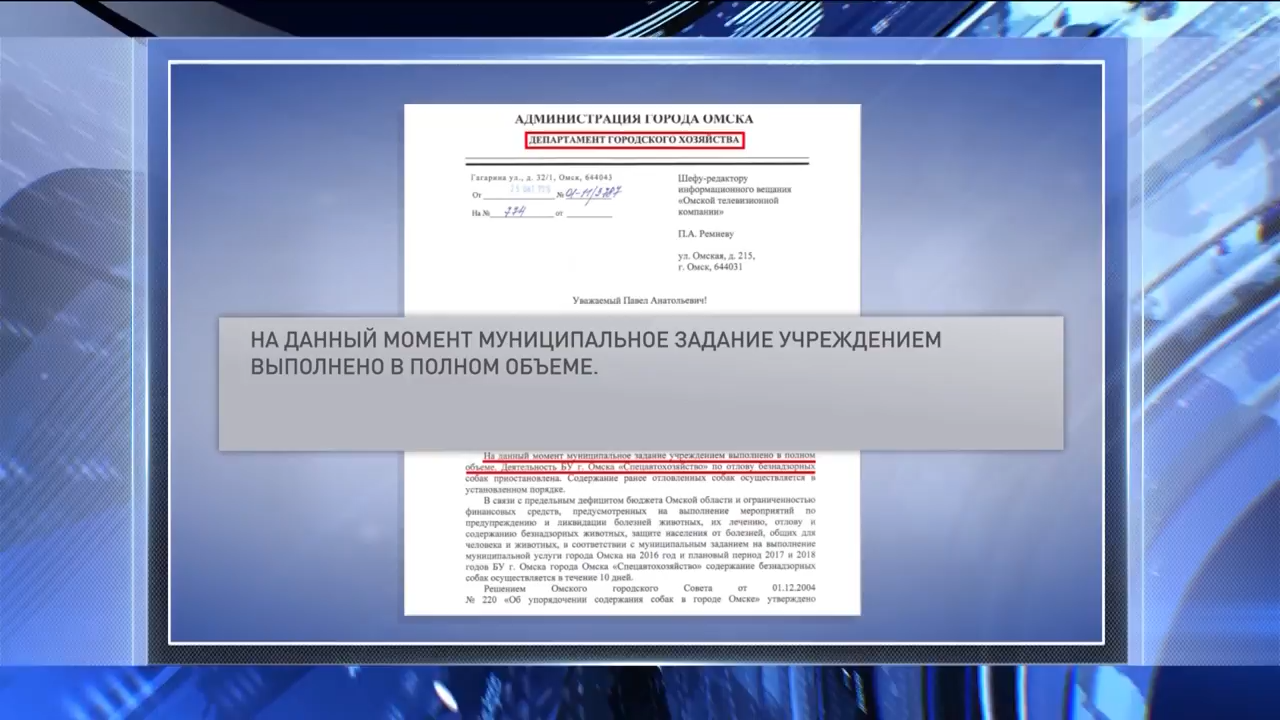 АДМИНИСТРАЦИЯ ГОРОДА ОМСКА
ДЕПАРТАМЕНТ ГОРОДСКОГО ХОЗЯЙСТВА
Гагарина ул., д. 32/1, Омск, 644043
От № 01-11/3787
На № 774 от
Шефу-редактору
информационного вещания
«Омской телевизионной
компании»
П.А. Ремневу
ул. Омская, д. 215,
г. Омск, 644031
Уважаемый Павел Анатольевич!
НА ДАННЫЙ МОМЕНТ МУНИЦИПАЛЬНОЕ ЗАДАНИЕ УЧРЕЖДЕНИЕМ
ВЫПОЛНЕНО В ПОЛНОМ ОБЪЕМЕ.
На данный момент муниципальное задание учреждением выполнено в полном
объеме. Деятельность БУ г. Омска «Спецавтохозяйство» по отлову безнадзорных
собак приостановлена. Содержание ранее отловленных собак осуществляется в
установленном порядке.
В связи с предельным дефицитом бюджета Омской области и ограниченностью
финансовых средств, предусмотренных на выполнение мероприятий по
предупреждению и ликвидации болезней животных, их лечению, отлову и
содержанию безнадзорных животных, защите населения от болезней, общих для
человека и животных, в соответствии с муниципальным заданием на выполнение
муниципальной услуги города Омска на 2016 год и плановый период 2017 и 2018
годов БУ г. Омска города Омска «Спецавтохозяйство» содержание безнадзорных
собак осуществляется в течение 10 дней.
Решением Омского городского Совета от 01.12.2004
№ 220 «Об упорядочении содержания собак в городе Омске» утверждено